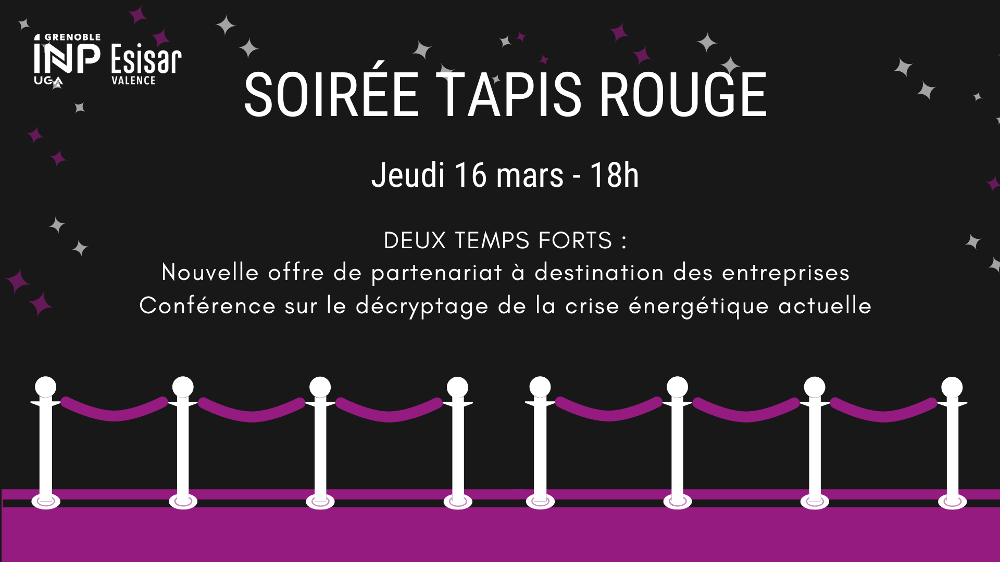 GRENOBLE
INP Esisar
UGA VALENCE
SOIRÉE TAPIS ROUGE
Jeudi 16 mars - 18h
DEUX TEMPS FORTS :
Nouvelle offre de partenariat à destination des entreprises
Conférence sur le décryptage de la crise énergétique actuelle